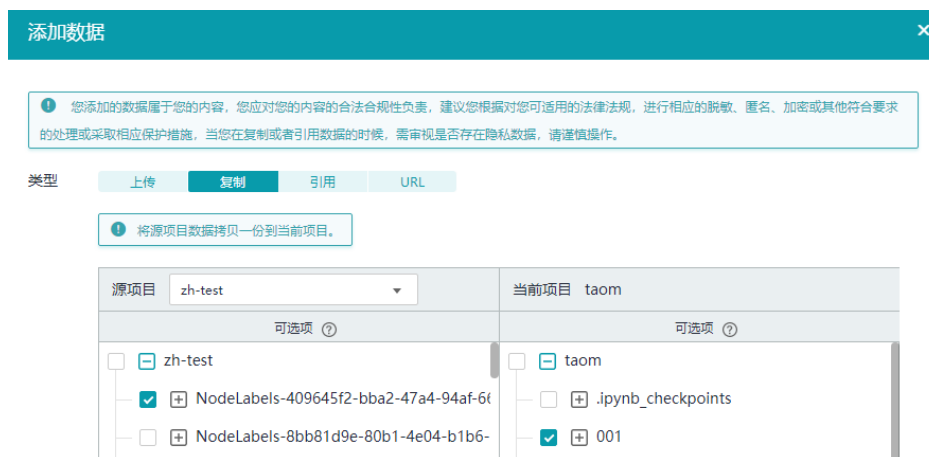 添加数据
您添加的数据属于您的内容，您应对您的内容的合法合规性负责，建议您根据对您可适用的法律法规，进行相应的脱敏、匿名、加密或其他符合要求
的处理或采取相应保护措施，当您在复制或者引用数据的时候，需审视是否存在隐私数据，请谨慎操作。
类型 上传 复制 引用 URL
将源项目数据拷贝一份到当前项目。
源项目 zh-test 当前项目 taom
可选项 可选项
zh-test taom
NodeLabels-409645f2-bba2-47a4-94af-66 .ipynb_checkpoints
NodeLabels-8bb81d9e-80b1-4e04-b1b6- 001